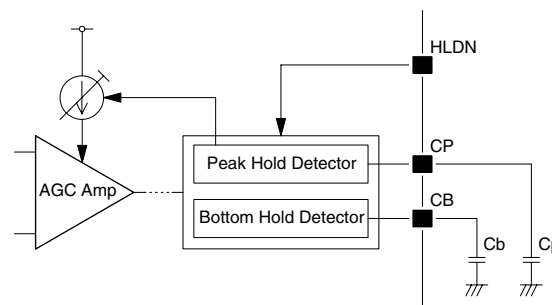 HLDN
CP
Peak Hold Detector
AGC Amp
CB
Bottom Hold Detector
Cb